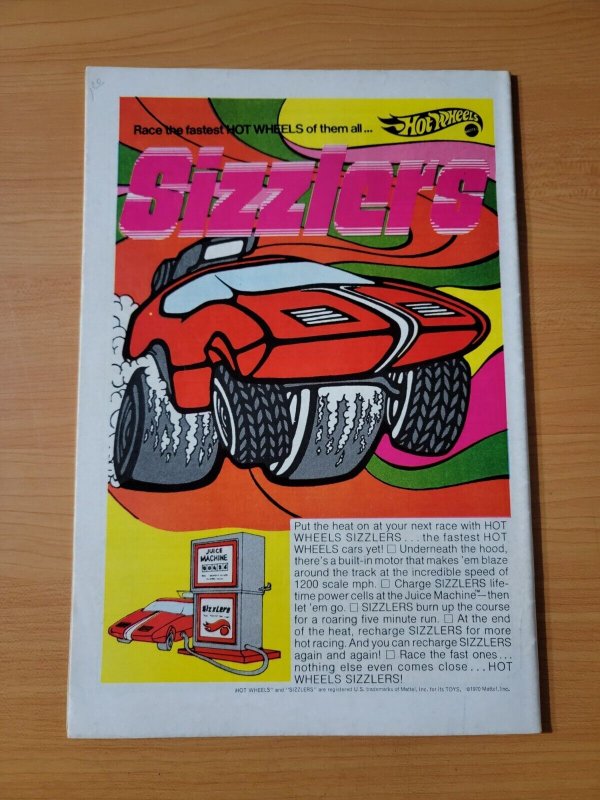 Race the fastest HOT WHEELS of them all...
Hot Wheels
Sizzlers
JUICE
MACHINE
Sizzlers
Put the heat on at your next race with HOT
WHEELS SIZZLERS... the fastest HOT
WHEELS cars yet! □ Underneath the hood,
there's a built-in motor that makes 'em blaze
around the track at the incredible speed of
1200 scale mph. □ Charge SIZZLERS life-
time power cells at the Juice Machine™—then
let 'em go. □ SIZZLERS burn up the course
for a roaring five minute run. □ At the end
of the heat, recharge SIZZLERS for more
hot racing. And you can recharge SIZZLERS
again and again! □ Race the fast ones...
nothing else even comes close... HOT
WHEELS SIZZLERS!
"HOT WHEELS" and "SIZZLERS" are registered U.S. trademarks of Mattel, Inc. for its TOYS, ©1970 Mattel, Inc.